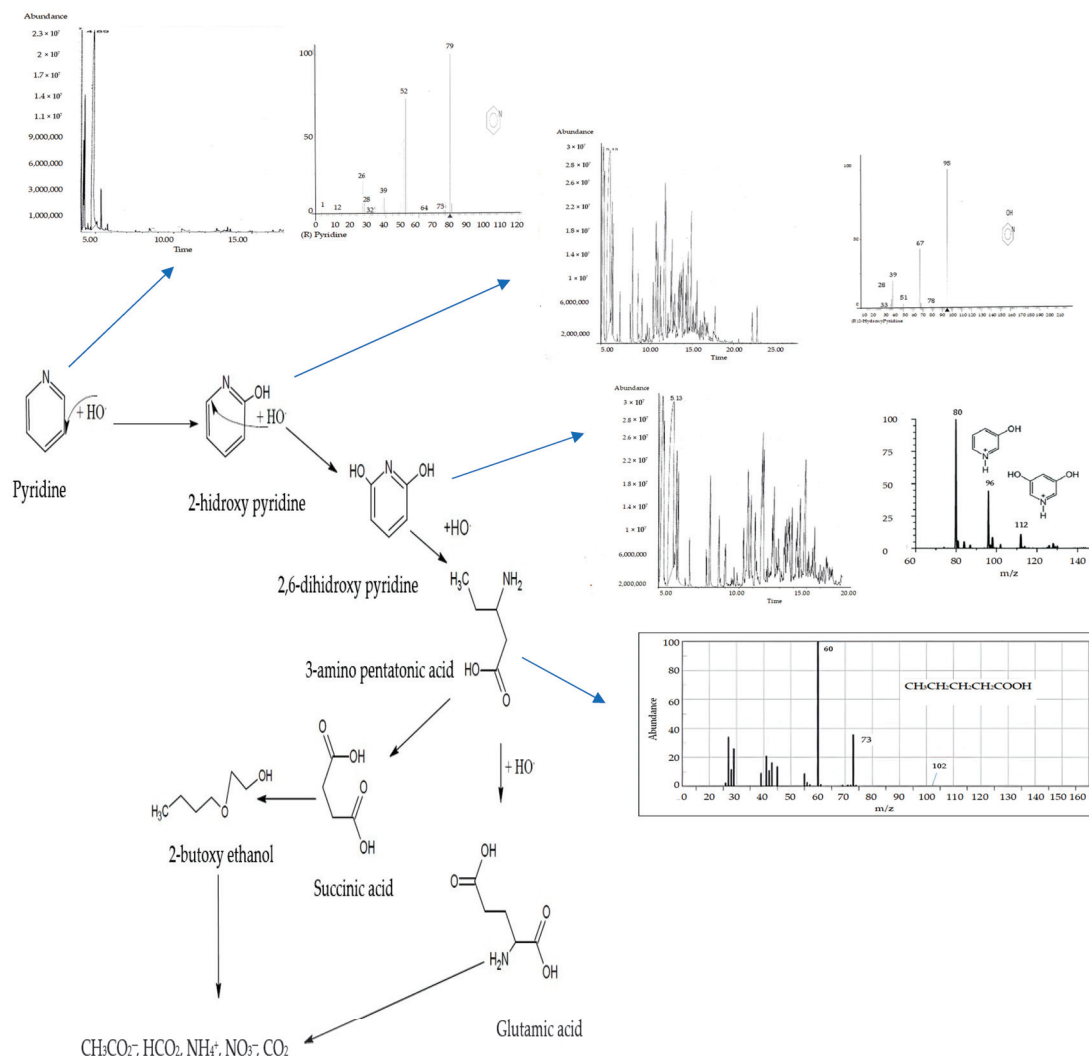 Abundance
2.3 × 10⁷
2 × 10⁷
1.7 × 10⁷
1.4 × 10⁷
1.1 × 10⁷
9,000,000
6,000,000
3,000,000
1,000,000
5.00 10.00 15.00
Time
100
50
0
79
52
26
28
39
1
12
32
64
75
N
0 10 20 30 40 50 60 70 80 90 100 110 120
(R) Pyridine
Abundance
3 × 10⁷
2.8 × 10⁷
2.6 × 10⁷
2.2 × 10⁷
1.8 × 10⁷
1.4 × 10⁷
1 × 10⁷
6,000,000
2,000,000
5.00 10.00 15.00 20.00 25.00
Time
100
50
0
95
67
39
28
33
51
78
OH
N
Abundance
3 × 10⁷
2.8 × 10⁷
2.6 × 10⁷
2.2 × 10⁷
1.8 × 10⁷
1.4 × 10⁷
1 × 10⁷
6,000,000
2,000,000
5.13
5.00 10.00 15.00 20.00
Time
100
75
50
25
0
80
96
112
OH
N⁺
H
HO OH
N⁺
H
60 80 100 120 140
m/z
N
+ HO·
Pyridine
N
OH
+ HO·
2-hidroxy pyridine
HO N OH
2,6-dihidroxy pyridine
+HO·
H₃C NH₂
HO
O
3-amino pentatonic acid
100
80
60
40
20
0
Abundance
60
73
102
CH₃CH₂CH₂CH₂COOH
.0 20 30 40 50 60 70 80 90 100 110 120 130 140 150 160
m/z
+ HO·
O OH
O
OH
Succinic acid
OH
H₃C O
2-butoxy ethanol
OH
O
O
H₂N
OH
Glutamic acid
CH₃CO₂⁻, HCO₂, NH₄⁺, NO₃⁻, CO₂